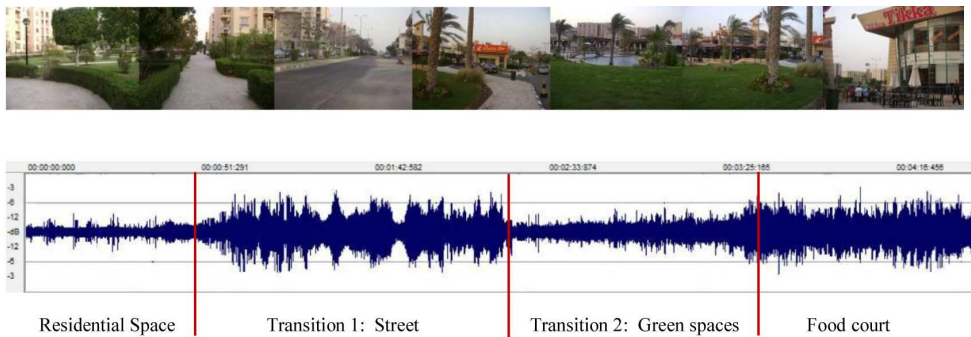 Tikka
00:00:00:000 00:00:51:291 00:01:42:582 00:02:33:874 00:03:25:165 00:04:16:456
-3
-6
-12
-dB
-12
-6
-3
Residential Space Transition 1: Street Transition 2: Green spaces Food court